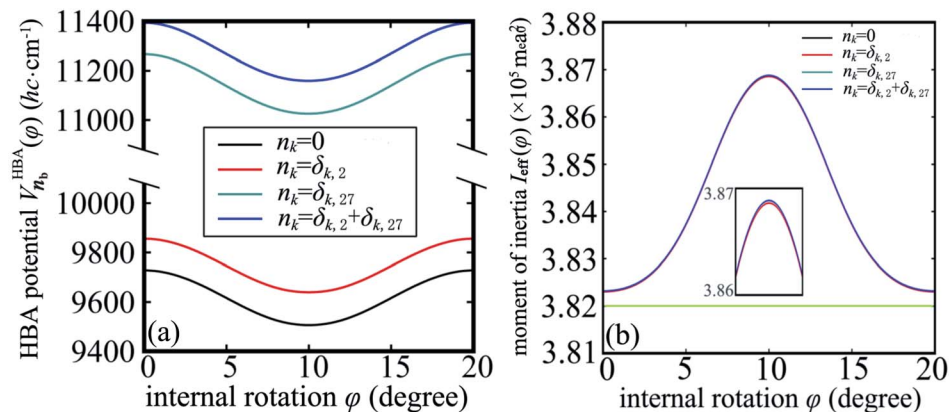 HBA potential V_{n_b}^{HBA}(φ) (hc·cm⁻¹)
11400
11200
11000
10000
9800
9600
9400
n_k=0
n_k=δ_{k,2}
n_k=δ_{k,27}
n_k=δ_{k,2}+δ_{k,27}
(a)
0 5 10 15 20
internal rotation φ (degree)
moment of inertia I_{eff}(φ) (×10⁵ m_e a_0²)
3.88
3.87
3.86
3.85
3.84
3.83
3.82
3.81
n_k=0
n_k=δ_{k,2}
n_k=δ_{k,27}
n_k=δ_{k,2}+δ_{k,27}
3.87
3.86
(b)
0 5 10 15 20
internal rotation φ (degree)